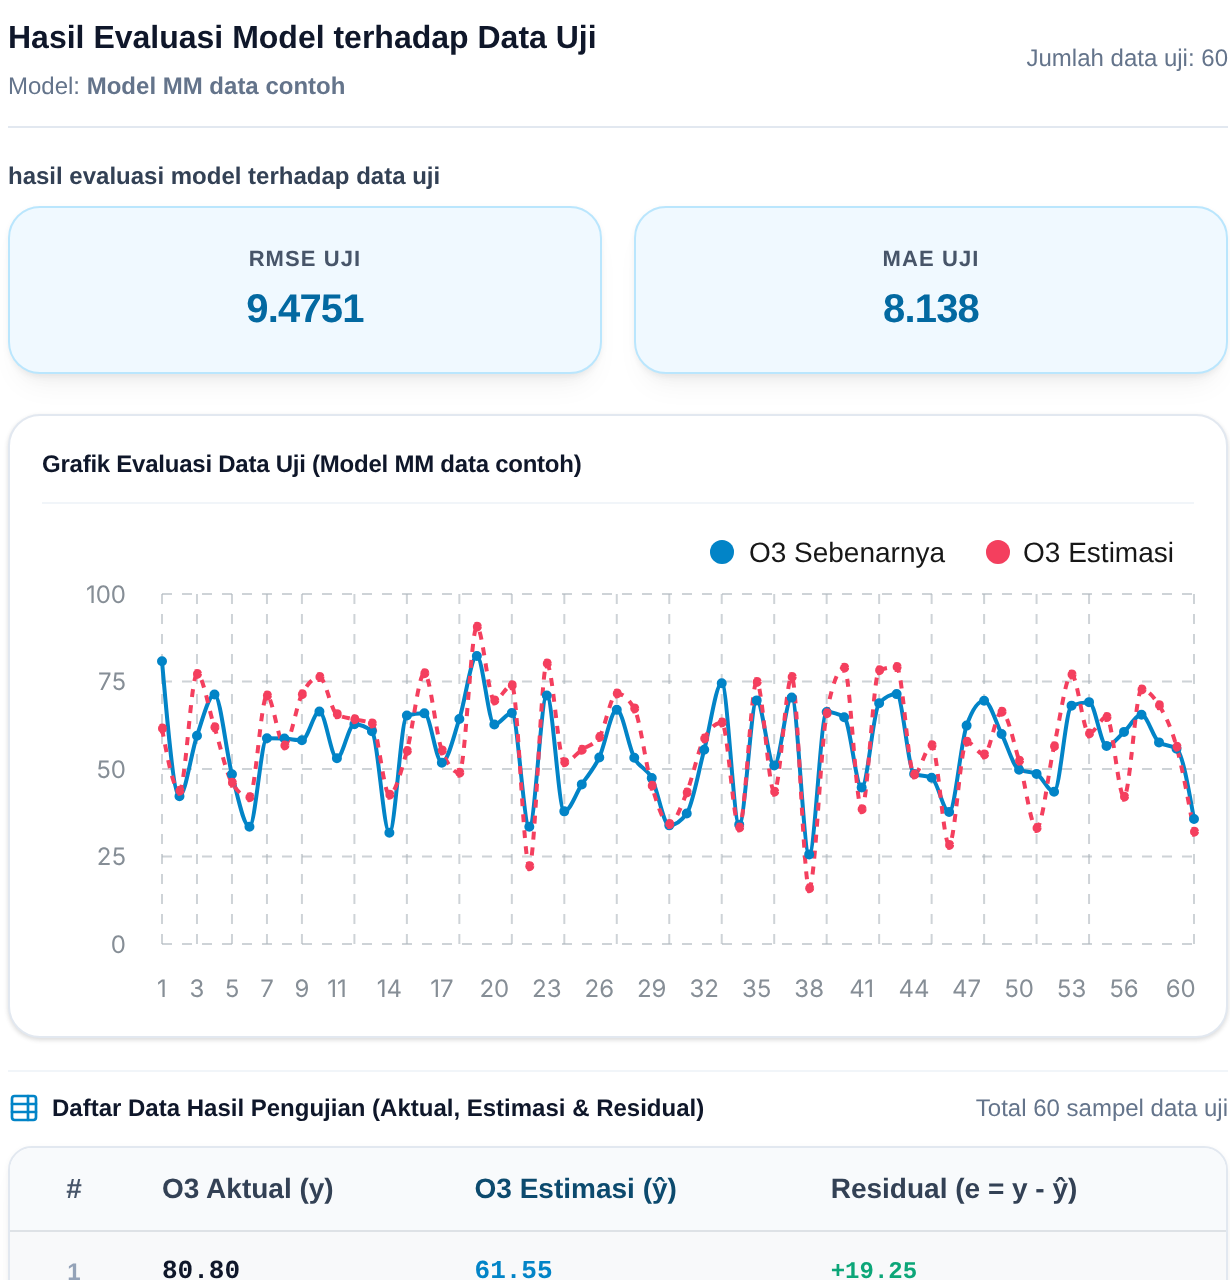 Hasil Evaluasi Model terhadap Data Uji
Jumlah data uji: 60
Model: Model MM data contoh
hasil evaluasi model terhadap data uji
RMSE UJI
9.4751
MAE UJI
8.138
Grafik Evaluasi Data Uji (Model MM data contoh)
O3 Sebenarnya O3 Estimasi
100
75
50
25
0
1 3 5 7 9 11 14 17 20 23 26 29 32 35 38 41 44 47 50 53 56 60
Daftar Data Hasil Pengujian (Aktual, Estimasi & Residual)
Total 60 sampel data uji
# O3 Aktual (y) O3 Estimasi (ŷ) Residual (e = y - ŷ)
1 80.80 61.55 +19.25